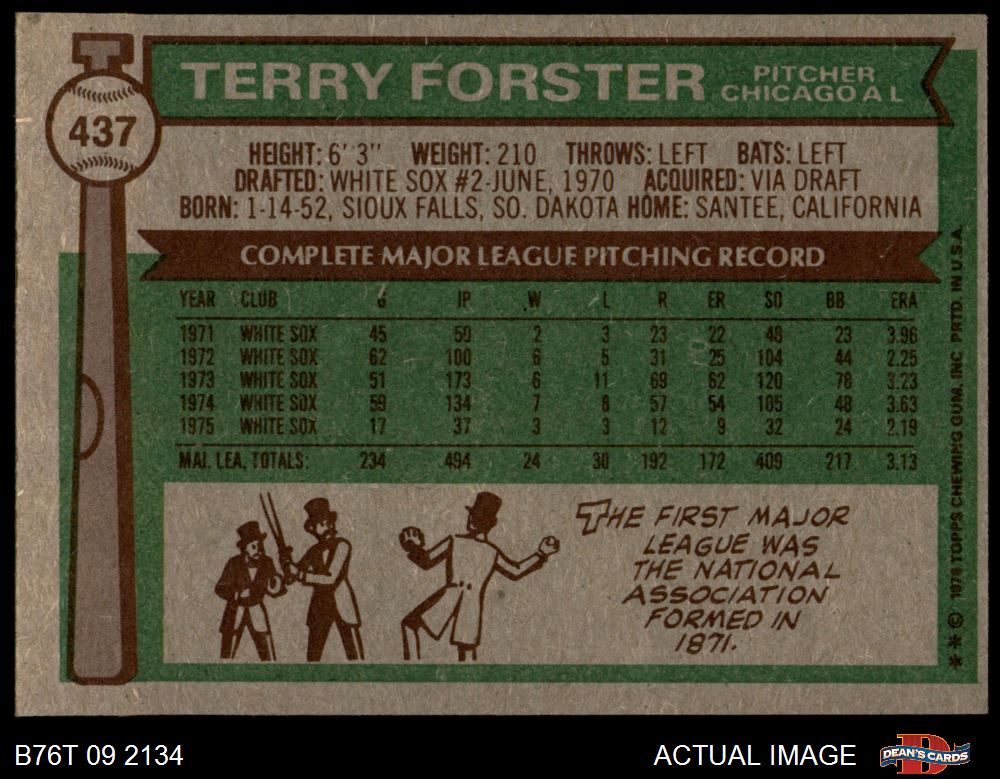 TERRY FORSTER
PITCHER
CHICAGO A L
437
HEIGHT: 6' 3" WEIGHT: 210 THROWS: LEFT BATS: LEFT
DRAFTED: WHITE SOX #2-JUNE, 1970 ACQUIRED: VIA DRAFT
BORN: 1-14-52, SIOUX FALLS, SO. DAKOTA HOME: SANTEE, CALIFORNIA
COMPLETE MAJOR LEAGUE PITCHING RECORD
YEAR CLUB G IP W L R ER SO BB ERA
1971 WHITE SOX 45 50 2 3 23 22 48 23 3.96
1972 WHITE SOX 62 100 6 5 31 25 104 44 2.25
1973 WHITE SOX 51 173 6 11 69 62 120 78 3.23
1974 WHITE SOX 59 134 7 8 57 54 105 48 3.63
1975 WHITE SOX 17 37 3 3 12 9 32 24 2.19
MAJ. LEA. TOTALS: 234 494 24 30 192 172 409 217 3.13
THE FIRST MAJOR
LEAGUE WAS
THE NATIONAL
ASSOCIATION
FORMED IN
1871.
** © 1976 TOPPS CHEWING GUM, INC. PRTD. IN U.S.A.
B76T 09 2134
ACTUAL IMAGE
DEAN'S CARDS